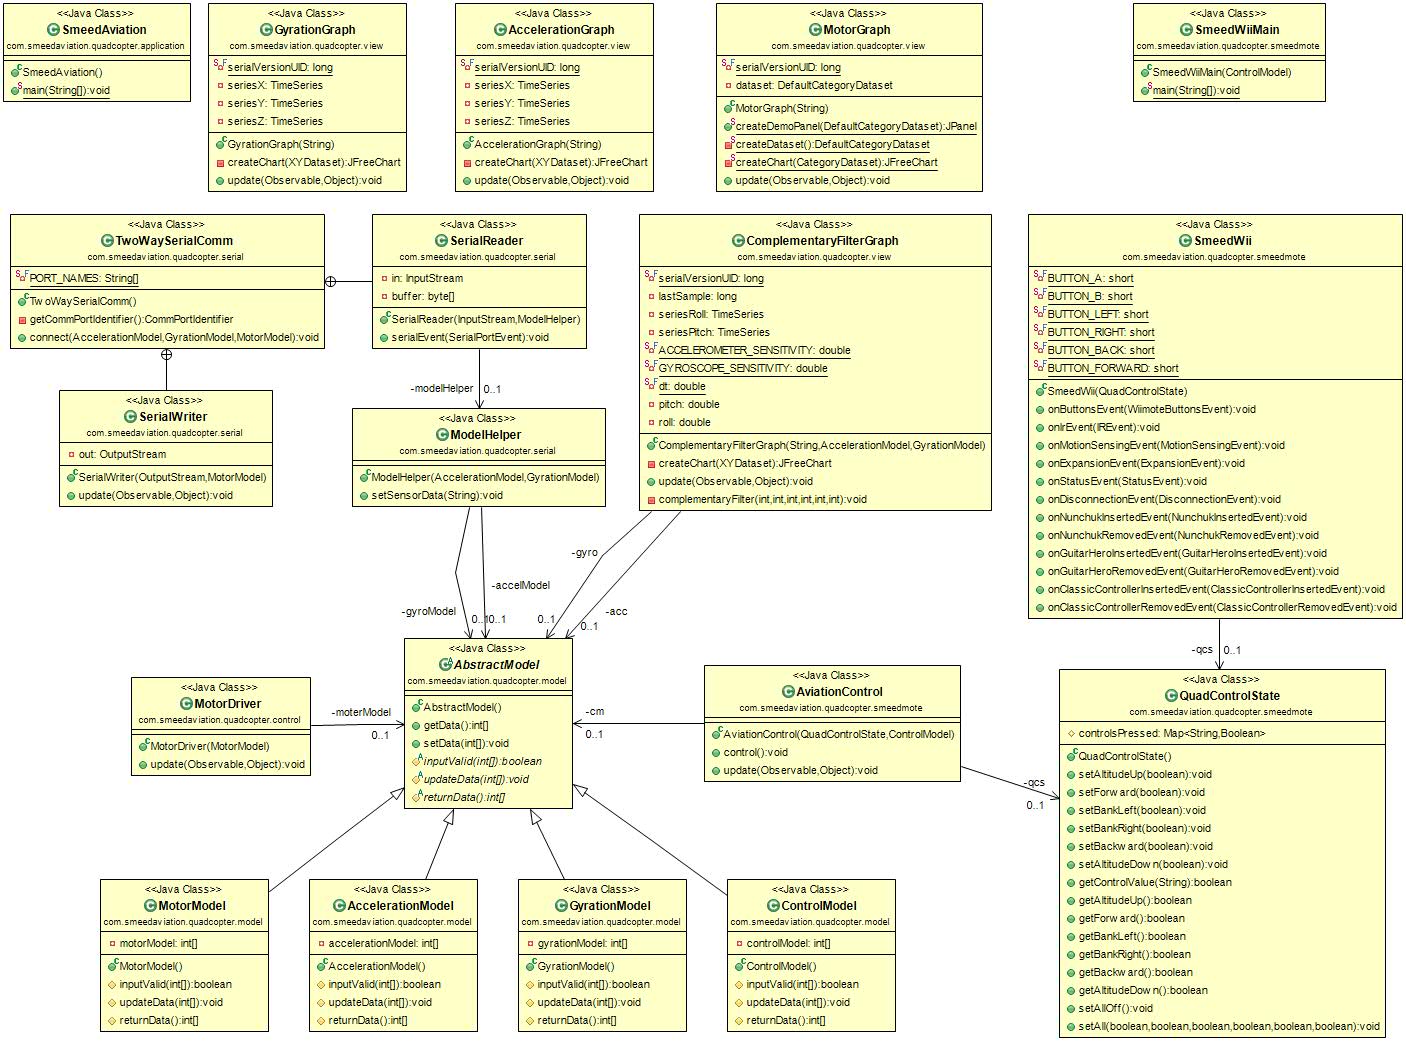 <<Java Class>>
SmeedAviation
com.smeedaviation.quadcopter.application
SmeedAviation()
main(String[]):void
<<Java Class>>
GyrationGraph
com.smeedaviation.quadcopter.view
serialVersionUID: long
seriesX: TimeSeries
seriesY: TimeSeries
seriesZ: TimeSeries
GyrationGraph(String)
createChart(XYDataset):JFreeChart
update(Observable,Object):void
<<Java Class>>
AccelerationGraph
com.smeedaviation.quadcopter.view
serialVersionUID: long
seriesX: TimeSeries
seriesY: TimeSeries
seriesZ: TimeSeries
AccelerationGraph(String)
createChart(XYDataset):JFreeChart
update(Observable,Object):void
<<Java Class>>
MotorGraph
com.smeedaviation.quadcopter.view
serialVersionUID: long
dataset: DefaultCategoryDataset
MotorGraph(String)
createDemoPanel(DefaultCategoryDataset):JPanel
createDataset():DefaultCategoryDataset
createChart(CategoryDataset):JFreeChart
update(Observable,Object):void
<<Java Class>>
SmeedWiiMain
com.smeedaviation.quadcopter.smeedmote
SmeedWiiMain(ControlModel)
main(String[]):void
<<Java Class>>
TwoWaySerialComm
com.smeedaviation.quadcopter.serial
PORT_NAMES: String[]
TwoWaySerialComm()
getCommPortIdentifier():CommPortIdentifier
connect(AccelerationModel,GyrationModel,MotorModel):void
<<Java Class>>
SerialReader
com.smeedaviation.quadcopter.serial
in: InputStream
buffer: byte[]
SerialReader(InputStream,ModelHelper)
serialEvent(SerialPortEvent):void
<<Java Class>>
ComplementaryFilterGraph
com.smeedaviation.quadcopter.view
serialVersionUID: long
lastSample: long
seriesRoll: TimeSeries
seriesPitch: TimeSeries
ACCELEROMETER_SENSITIVITY: double
GYROSCOPE_SENSITIVITY: double
dt: double
pitch: double
roll: double
ComplementaryFilterGraph(String,AccelerationModel,GyrationModel)
createChart(XYDataset):JFreeChart
update(Observable,Object):void
complementaryFilter(int,int,int,int,int,int):void
<<Java Class>>
SmeedWii
com.smeedaviation.quadcopter.smeedmote
BUTTON_A: short
BUTTON_B: short
BUTTON_LEFT: short
BUTTON_RIGHT: short
BUTTON_BACK: short
BUTTON_FORWARD: short
SmeedWii(QuadControlState)
onButtonsEvent(WiimoteButtonsEvent):void
onIrEvent(IREvent):void
onMotionSensingEvent(MotionSensingEvent):void
onExpansionEvent(ExpansionEvent):void
onStatusEvent(StatusEvent):void
onDisconnectionEvent(DisconnectionEvent):void
onNunchukInsertedEvent(NunchukInsertedEvent):void
onNunchukRemovedEvent(NunchukRemovedEvent):void
onGuitarHeroInsertedEvent(GuitarHeroInsertedEvent):void
onGuitarHeroRemovedEvent(GuitarHeroRemovedEvent):void
onClassicControllerInsertedEvent(ClassicControllerInsertedEvent):void
onClassicControllerRemovedEvent(ClassicControllerRemovedEvent):void
<<Java Class>>
SerialWriter
com.smeedaviation.quadcopter.serial
out: OutputStream
SerialWriter(OutputStream,MotorModel)
update(Observable,Object):void
-modelHelper 0..1
<<Java Class>>
ModelHelper
com.smeedaviation.quadcopter.serial
ModelHelper(AccelerationModel,GyrationModel)
setSensorData(String):void
-gyro
-accelModel
-gyroModel
0..1
0..1
0..1
-acc
0..1
-qcs 0..1
<<Java Class>>
MotorDriver
com.smeedaviation.quadcopter.control
MotorDriver(MotorModel)
update(Observable,Object):void
-moterModel
0..1
<<Java Class>>
AbstractModel
com.smeedaviation.quadcopter.model
AbstractModel()
getData():int[]
setData(int[]):void
inputValid(int[]):boolean
updateData(int[]):void
returnData():int[]
-cm
0..1
<<Java Class>>
AviationControl
com.smeedaviation.quadcopter.smeedmote
AviationControl(QuadControlState,ControlModel)
control():void
update(Observable,Object):void
-qcs
0..1
<<Java Class>>
QuadControlState
com.smeedaviation.quadcopter.smeedmote
controlsPressed: Map<String,Boolean>
QuadControlState()
setAltitudeUp(boolean):void
setForward(boolean):void
setBankLeft(boolean):void
setBankRight(boolean):void
setBackward(boolean):void
setAltitudeDown(boolean):void
getControlValue(String):boolean
getAltitudeUp():boolean
getForward():boolean
getBankLeft():boolean
getBankRight():boolean
getBackward():boolean
getAltitudeDown():boolean
setAllOff():void
setAll(boolean,boolean,boolean,boolean,boolean,boolean):void
<<Java Class>>
MotorModel
com.smeedaviation.quadcopter.model
motorModel: int[]
MotorModel()
inputValid(int[]):boolean
updateData(int[]):void
returnData():int[]
<<Java Class>>
AccelerationModel
com.smeedaviation.quadcopter.model
accelerationModel: int[]
AccelerationModel()
inputValid(int[]):boolean
updateData(int[]):void
returnData():int[]
<<Java Class>>
GyrationModel
com.smeedaviation.quadcopter.model
gyrationModel: int[]
GyrationModel()
inputValid(int[]):boolean
updateData(int[]):void
returnData():int[]
<<Java Class>>
ControlModel
com.smeedaviation.quadcopter.model
controlModel: int[]
ControlModel()
inputValid(int[]):boolean
updateData(int[]):void
returnData():int[]